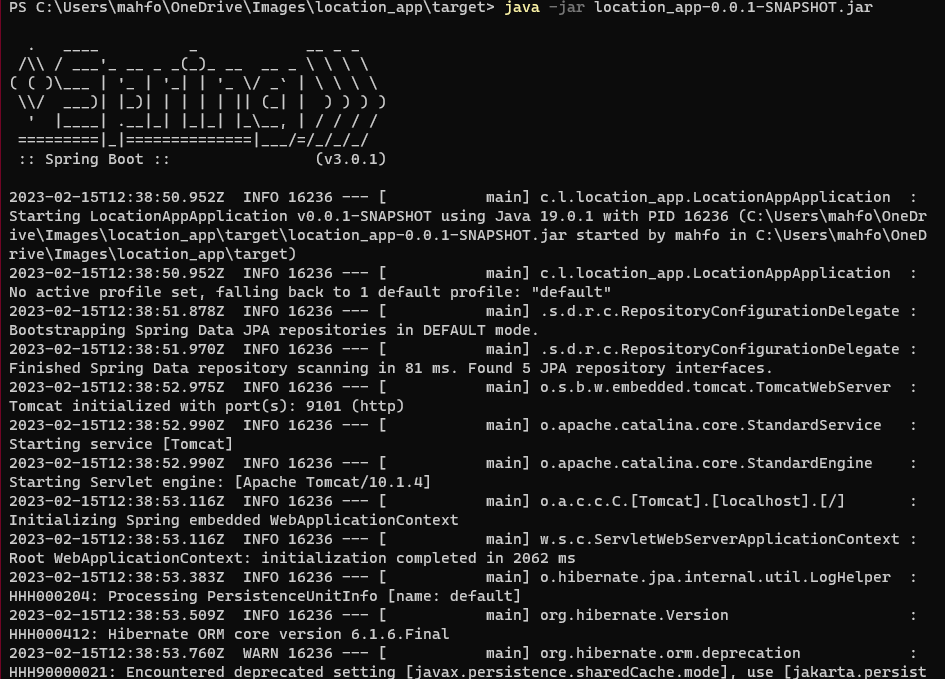 PS C:\Users\mahfo\OneDrive\Images\location_app\target> java -jar location_app-0.0.1-SNAPSHOT.jar
  .   ____          _            __ _ _
 /\\ / ___'_ __ _ _(_)_ __  __ _ \ \ \ \
( ( )\___ | '_ | '_| | '_ \/ _` | \ \ \ \
 \\/  ___)| |_)| | | | | || (_| |  ) ) ) )
  '  |____| .__|_| |_|_| |_\__, | / / / /
 =========|_|==============|___/=/_/_/_/
 :: Spring Boot ::                (v3.0.1)
2023-02-15T12:38:50.952Z  INFO 16236 --- [           main] c.l.location_app.LocationAppApplication  :
Starting LocationAppApplication v0.0.1-SNAPSHOT using Java 19.0.1 with PID 16236 (C:\Users\mahfo\OneDr
ive\Images\location_app\target\location_app-0.0.1-SNAPSHOT.jar started by mahfo in C:\Users\mahfo\OneD
rive\Images\location_app\target)
2023-02-15T12:38:50.952Z  INFO 16236 --- [           main] c.l.location_app.LocationAppApplication  :
No active profile set, falling back to 1 default profile: "default"
2023-02-15T12:38:51.878Z  INFO 16236 --- [           main] .s.d.r.c.RepositoryConfigurationDelegate :
Bootstrapping Spring Data JPA repositories in DEFAULT mode.
2023-02-15T12:38:51.970Z  INFO 16236 --- [           main] .s.d.r.c.RepositoryConfigurationDelegate :
Finished Spring Data repository scanning in 81 ms. Found 5 JPA repository interfaces.
2023-02-15T12:38:52.975Z  INFO 16236 --- [           main] o.s.b.w.embedded.tomcat.TomcatWebServer  :
Tomcat initialized with port(s): 9101 (http)
2023-02-15T12:38:52.990Z  INFO 16236 --- [           main] o.apache.catalina.core.StandardService   :
Starting service [Tomcat]
2023-02-15T12:38:52.990Z  INFO 16236 --- [           main] o.apache.catalina.core.StandardEngine    :
Starting Servlet engine: [Apache Tomcat/10.1.4]
2023-02-15T12:38:53.116Z  INFO 16236 --- [           main] o.a.c.c.C.[Tomcat].[localhost].[/]       :
Initializing Spring embedded WebApplicationContext
2023-02-15T12:38:53.116Z  INFO 16236 --- [           main] w.s.c.ServletWebServerApplicationContext :
Root WebApplicationContext: initialization completed in 2062 ms
2023-02-15T12:38:53.383Z  INFO 16236 --- [           main] o.hibernate.jpa.internal.util.LogHelper  :
HHH000204: Processing PersistenceUnitInfo [name: default]
2023-02-15T12:38:53.509Z  INFO 16236 --- [           main] org.hibernate.Version                    :
HHH000412: Hibernate ORM core version 6.1.6.Final
2023-02-15T12:38:53.760Z  WARN 16236 --- [           main] org.hibernate.orm.deprecation            :
HHH90000021: Encountered deprecated setting [javax.persistence.sharedCache.mode], use [jakarta.persist